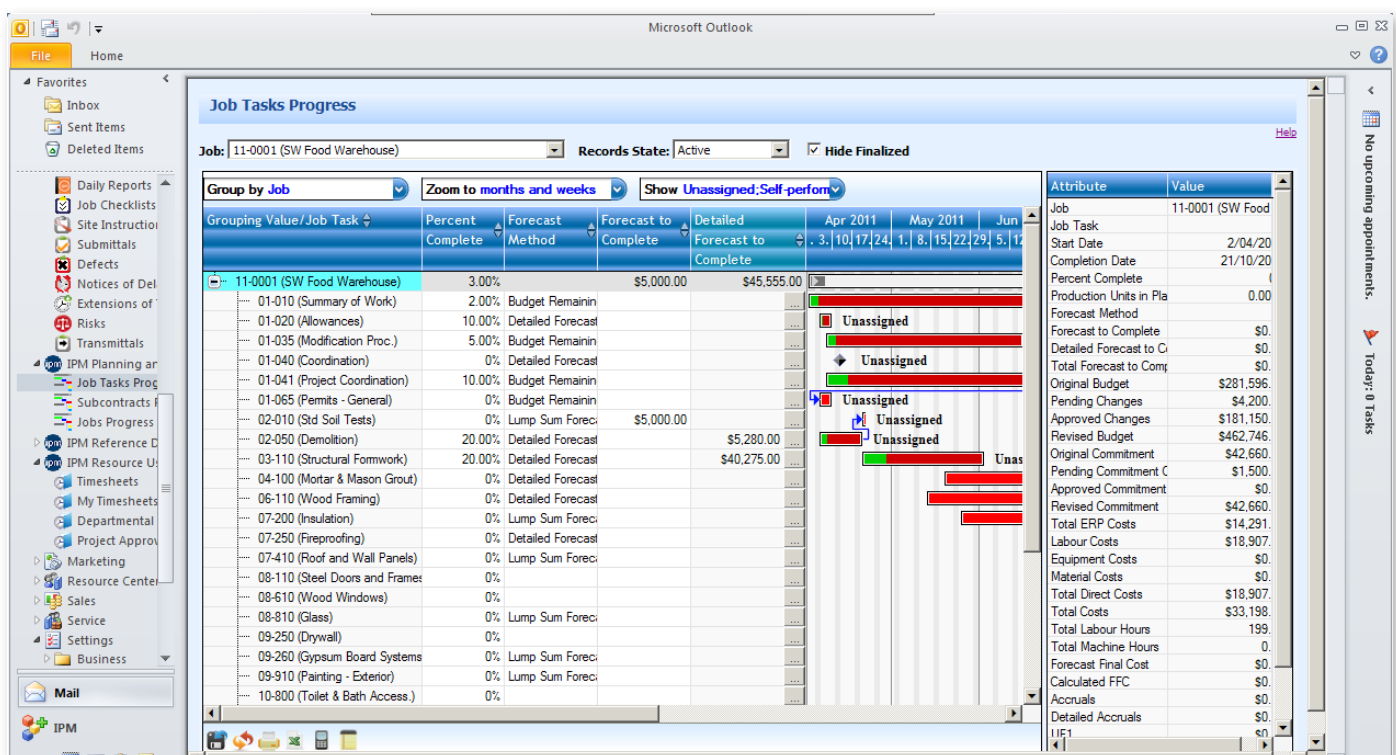 Microsoft Outlook
File Home
Favorites
Inbox
Sent Items
Deleted Items
Daily Reports
Job Checklists
Site Instruction
Submittals
Defects
Notices of Del
Extensions of
Risks
Transmittals
IPM Planning an
Job Tasks Prog
Subcontracts
Jobs Progress
IPM Reference D
IPM Resource Us
Timesheets
My Timesheets
Departmental
Project Approv
Marketing
Resource Center
Sales
Service
Settings
Business
Mail
IPM
Job Tasks Progress
Help
Job: 11-0001 (SW Food Warehouse) Records State: Active Hide Finalized
Group by Job Zoom to months and weeks Show Unassigned;Self-perform
Grouping Value/Job Task Percent Complete Forecast Method Forecast to Complete Detailed Forecast to Complete Apr 2011 May 2011 Jun
. 3. 10. 17. 24. 1. 8. 15. 22. 29. 5. 12
11-0001 (SW Food Warehouse) 3.00% $5,000.00 $45,555.00
01-010 (Summary of Work) 2.00% Budget Remainin ...
01-020 (Allowances) 10.00% Detailed Forecast ... Unassigned
01-035 (Modification Proc.) 5.00% Budget Remainin ...
01-040 (Coordination) 0% Detailed Forecast ... Unassigned
01-041 (Project Coordination) 10.00% Budget Remainin ...
01-065 (Permits - General) 0% Budget Remainin ... Unassigned
02-010 (Std Soil Tests) 0% Lump Sum Foreca $5,000.00 ... Unassigned
02-050 (Demolition) 20.00% Detailed Forecast $5,280.00 ... Unassigned
03-110 (Structural Formwork) 20.00% Detailed Forecast $40,275.00 ... Unas
04-100 (Mortar & Mason Grout) 0% Detailed Forecast ...
06-110 (Wood Framing) 0% Detailed Forecast ...
07-200 (Insulation) 0% Lump Sum Foreca ...
07-250 (Fireproofing) 0% Detailed Forecast ...
07-410 (Roof and Wall Panels) 0% Lump Sum Foreca ...
08-110 (Steel Doors and Frames 0% ...
08-610 (Wood Windows) 0% ...
08-810 (Glass) 0% Lump Sum Foreca ...
09-250 (Drywall) 0% ...
09-260 (Gypsum Board Systems 0% Lump Sum Foreca ...
09-910 (Painting - Exterior) 0% Lump Sum Foreca ...
10-800 (Toilet & Bath Access.) 0% ...
Attribute Value
Job 11-0001 (SW Food
Job Task
Start Date 2/04/20
Completion Date 21/10/20
Percent Complete
Production Units in Pla 0.00
Forecast Method
Forecast to Complete $0.
Detailed Forecast to Co $0.
Total Forecast to Comp $0.
Original Budget $281,596.
Pending Changes $4,200.
Approved Changes $181,150.
Revised Budget $462,746.
Original Commitment $42,660.
Pending Commitment C $1,500.
Approved Commitment $0.
Revised Commitment $42,660.
Total ERP Costs $14,291.
Labour Costs $18,907.
Equipment Costs $0.
Material Costs $0.
Total Direct Costs $18,907.
Total Costs $33,198.
Total Labour Hours 199.
Total Machine Hours 0.
Forecast Final Cost $0.
Calculated FFC $0.
Accruals $0.
Detailed Accruals $0.
UF1 $0
No upcoming appointments.
Today: 0 Tasks